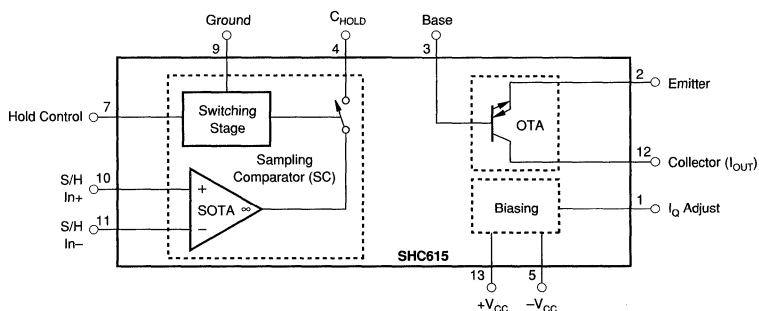 Ground
9
C_HOLD
4
Base
3
2
Emitter
Hold Control
7
Switching
Stage
OTA
12
Collector (I_OUT)
Sampling
Comparator (SC)
S/H
In+
10
+
SOTA ∞
S/H
In–
11
–
Biasing
1
I_Q Adjust
SHC615
13
5
+V_CC
–V_CC